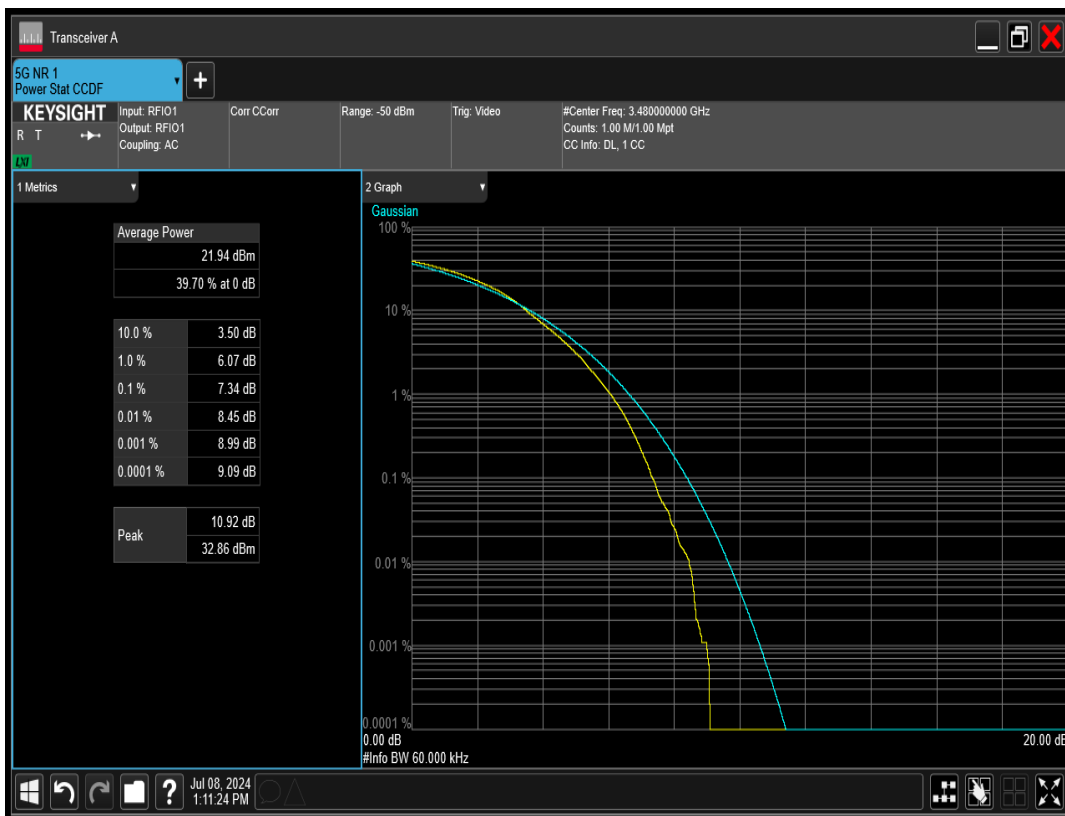 Transceiver A
5G NR 1
Power Stat CCDF
+
KEYSIGHT
R T
LXI
Input: RFIO1
Output: RFIO1
Coupling: AC
Corr CCorr
Range: -50 dBm
Trig: Video
#Center Freq: 3.480000000 GHz
Counts: 1.00 M/1.00 Mpt
CC Info: DL, 1 CC
1 Metrics
Average Power
21.94 dBm
39.70 % at 0 dB
10.0 % 3.50 dB
1.0 % 6.07 dB
0.1 % 7.34 dB
0.01 % 8.45 dB
0.001 % 8.99 dB
0.0001 % 9.09 dB
Peak
10.92 dB
32.86 dBm
2 Graph
Gaussian
100 %
10 %
1 %
0.1 %
0.01 %
0.001 %
0.0001 %
0.00 dB 20.00 dB
#Info BW 60.000 kHz
?
Jul 08, 2024
1:11:24 PM